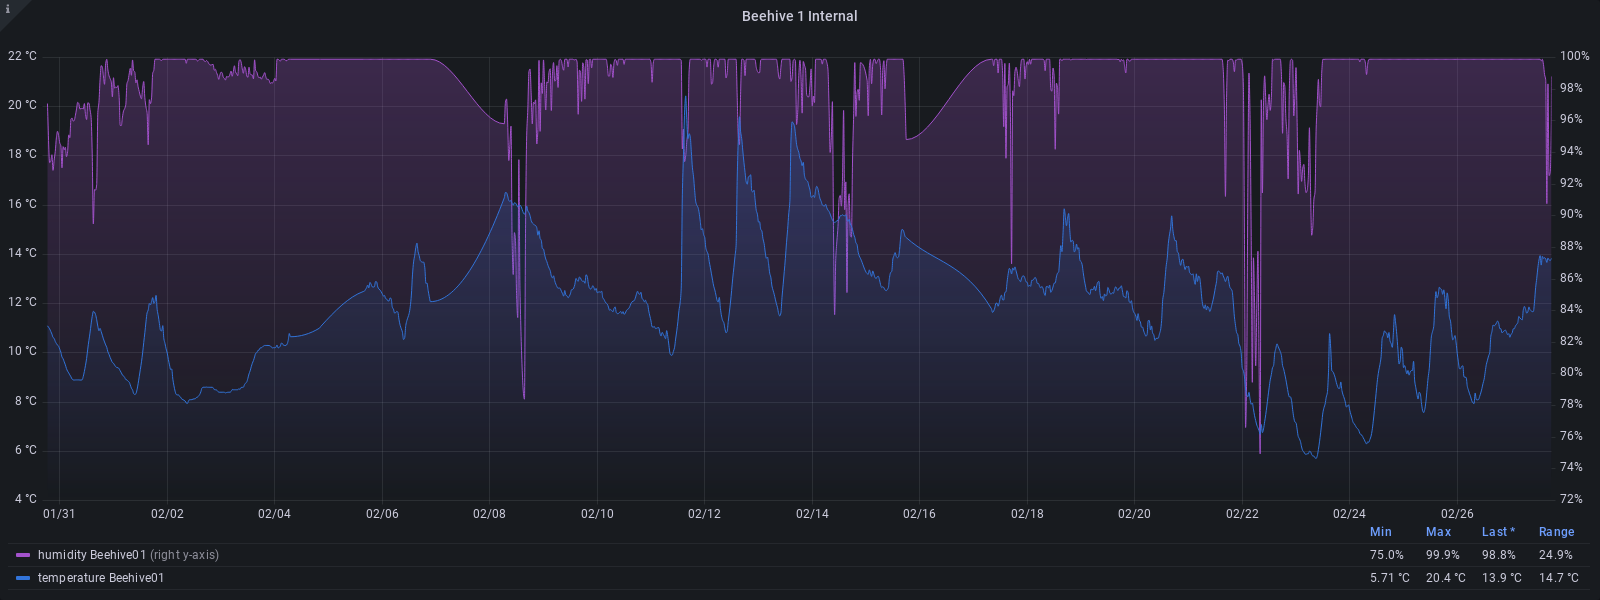 i
Beehive 1 Internal
22 °C 100%
98%
20 °C
96%
18 °C
94%
92%
16 °C
90%
14 °C
88%
86%
12 °C
84%
10 °C
82%
80%
8 °C
78%
6 °C
76%
74%
4 °C 72%
01/31 02/02 02/04 02/06 02/08 02/10 02/12 02/14 02/16 02/18 02/20 02/22 02/24 02/26
Min Max Last * Range
humidity Beehive01 (right y-axis) 75.0% 99.9% 98.8% 24.9%
temperature Beehive01 5.71 °C 20.4 °C 13.9 °C 14.7 °C